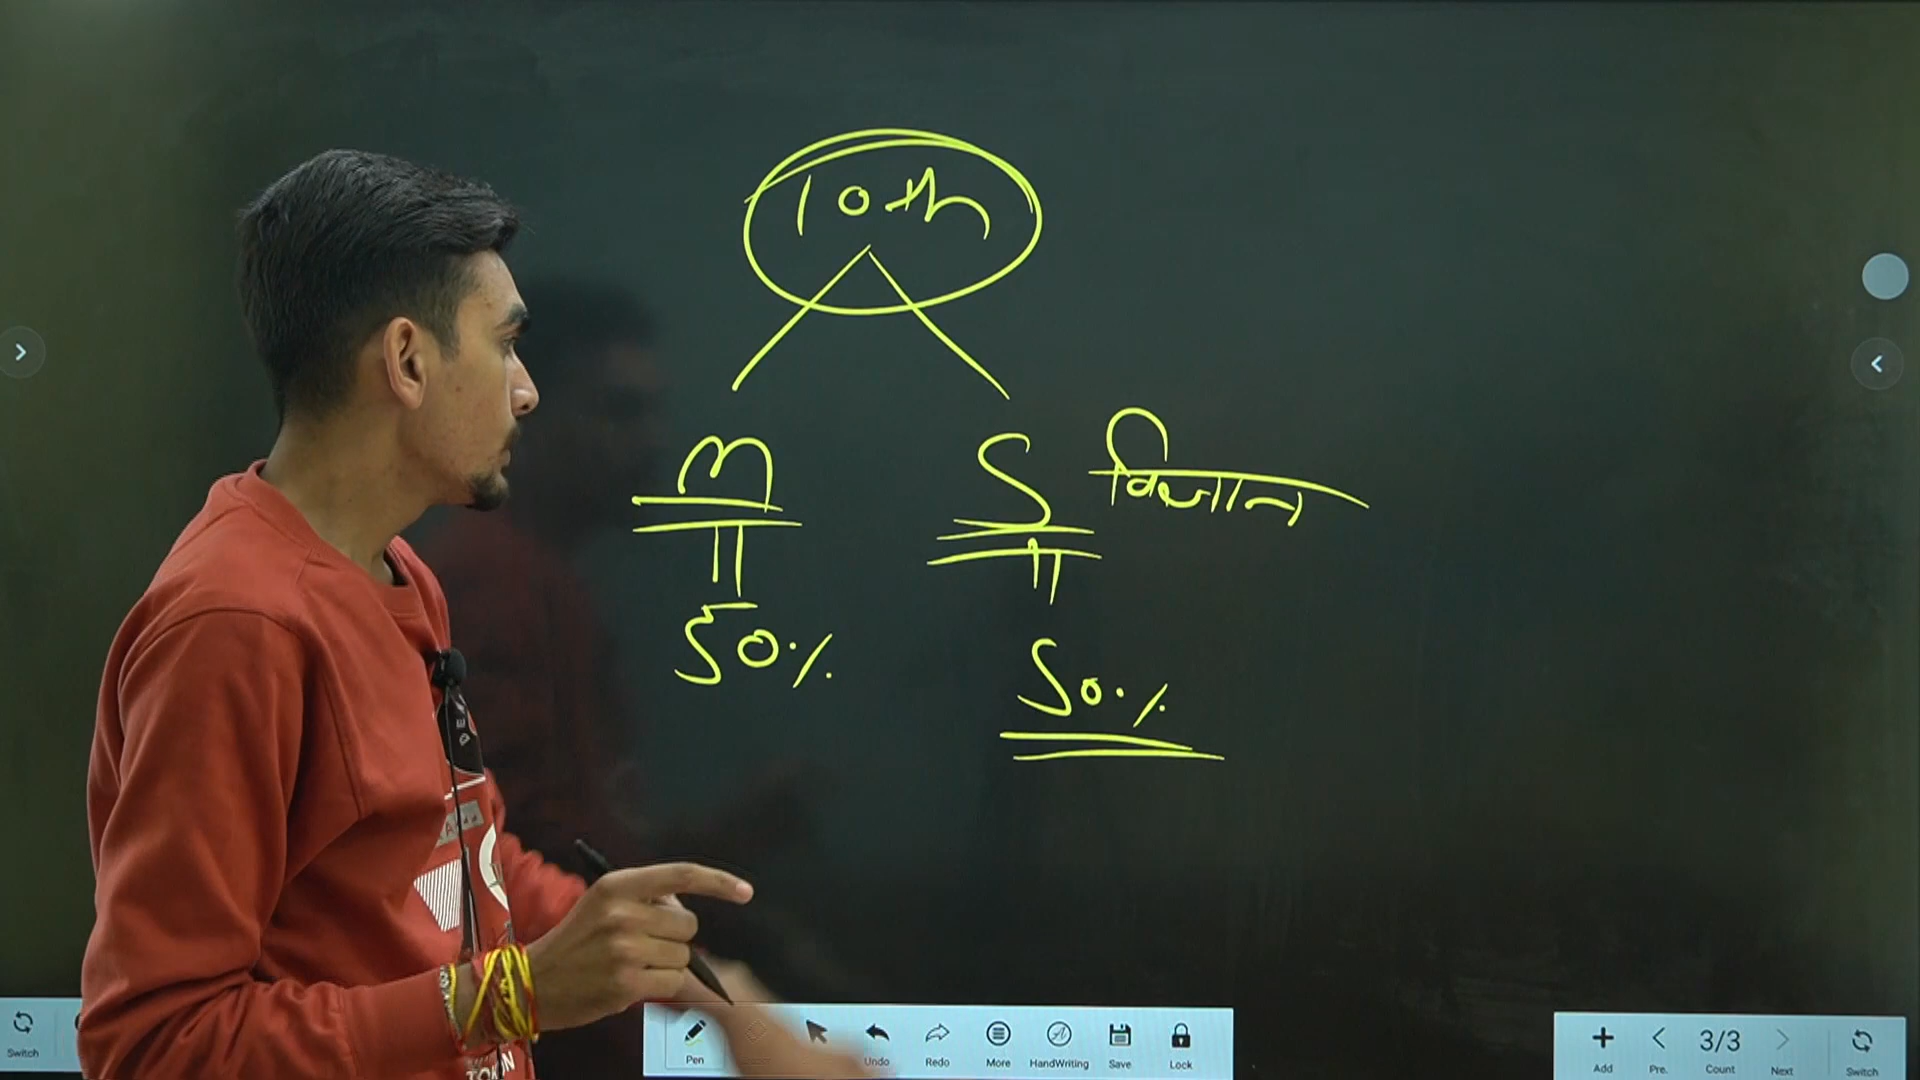 10th
M S विज्ञान
50%
50%
Switch
Pen Undo Redo More HandWriting Save Lock
3/3
Add Pre. Count Next Switch